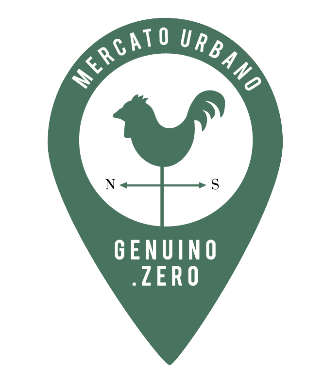 MERCATO URBANO
N S
GENUINO
.ZERO